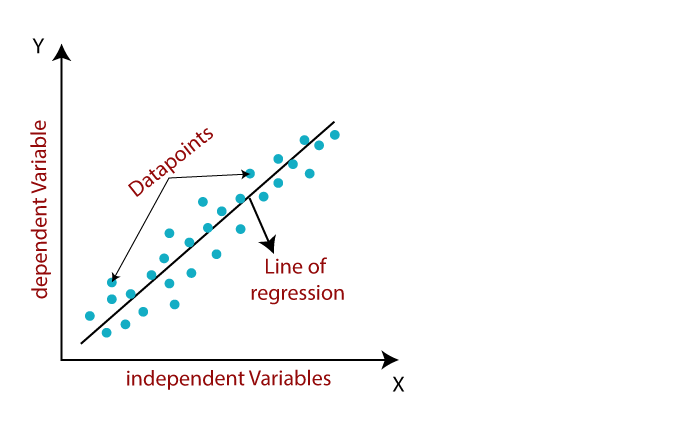 Y
dependent Variable
Datapoints
Line of
regression
independent Variables
X